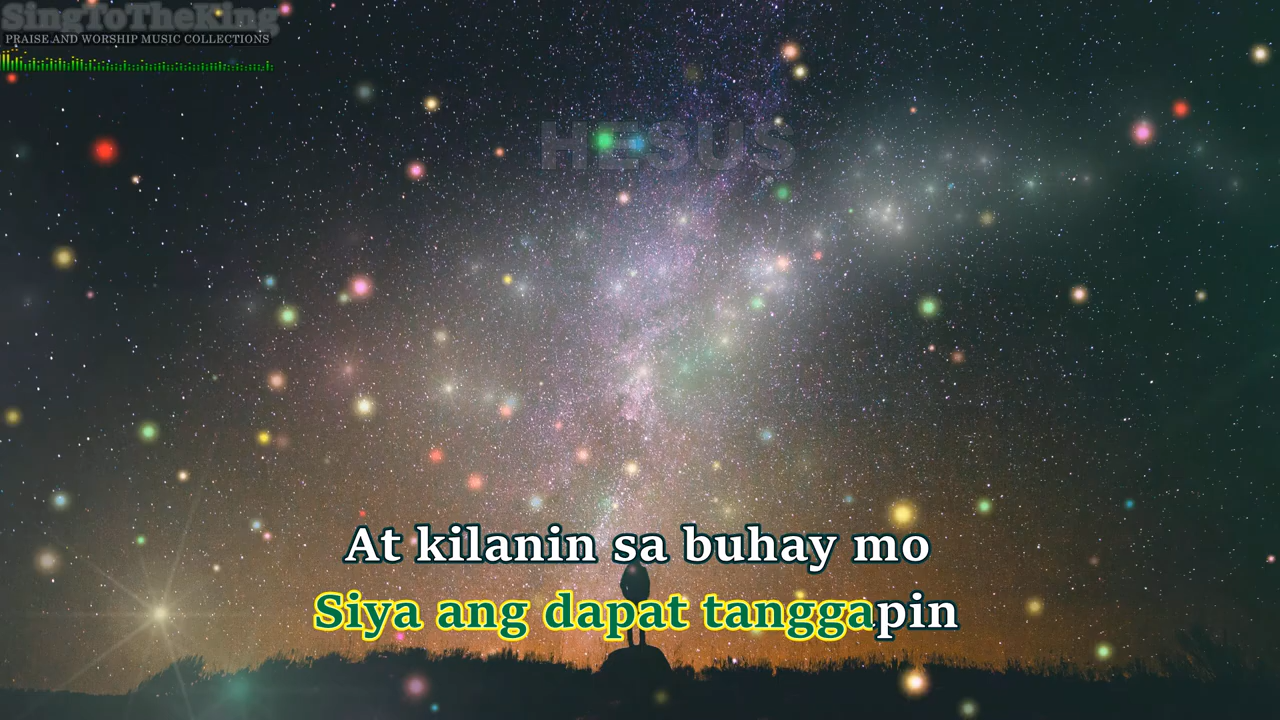 SingToTheKing
PRAISE AND WORSHIP MUSIC COLLECTIONS
HESUS
At kilanin sa buhay mo
Siya ang dapat tanggapin